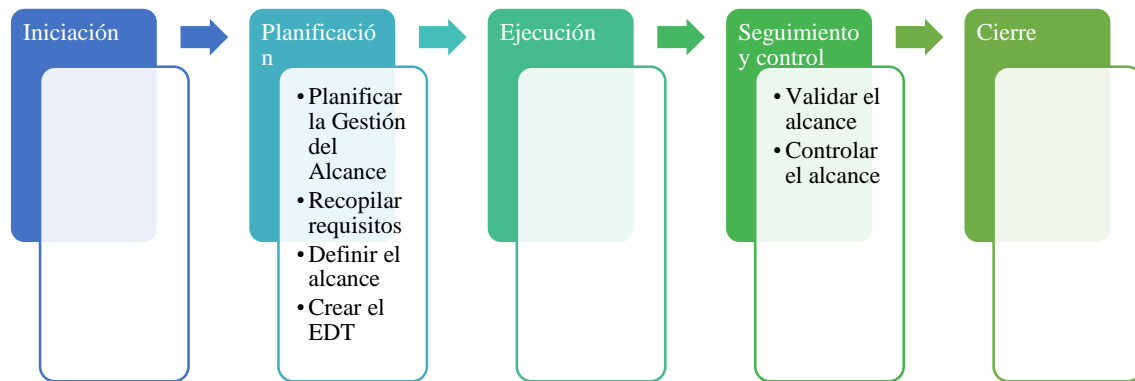 Iniciación
Planificació
n
• Planificar
la Gestión
del
Alcance
• Recopilar
requisitos
• Definir el
alcance
• Crear el
EDT
Ejecución
Seguimiento
y control
• Validar el
alcance
• Controlar
el alcance
Cierre